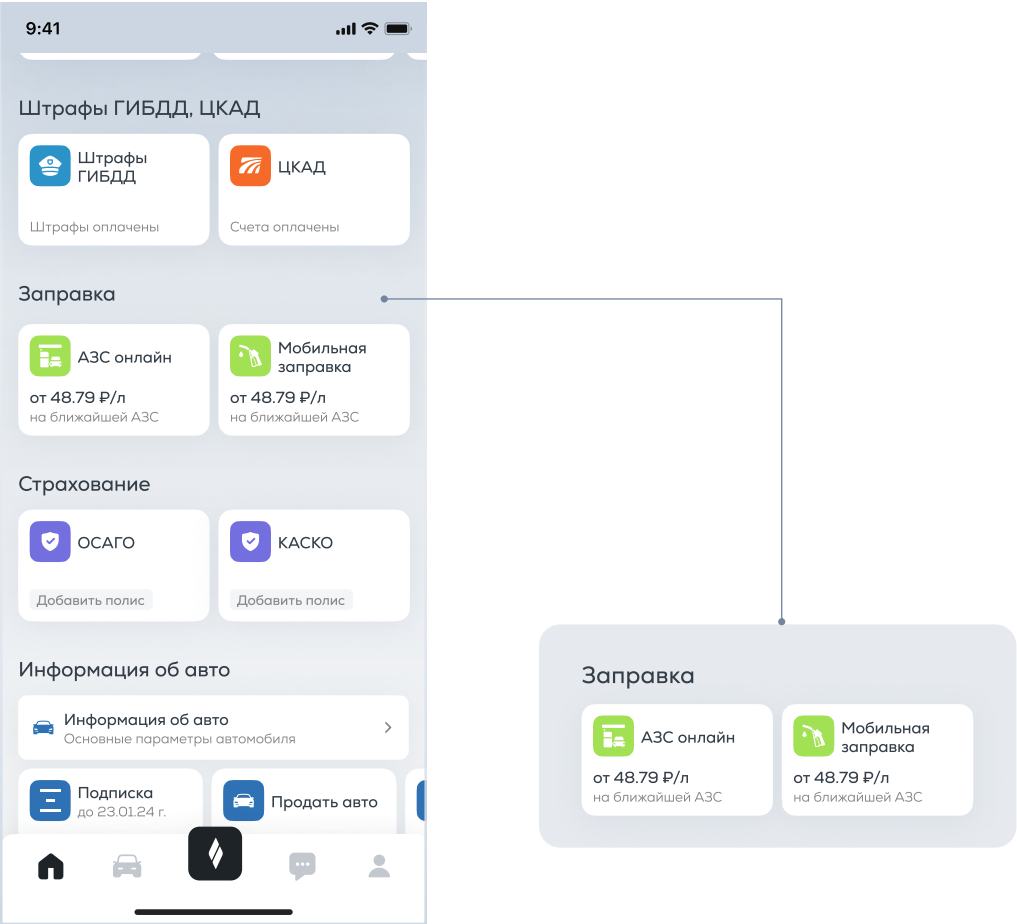 9:41
Штрафы ГИБДД, ЦКАД
Штрафы
ГИБДД
Штрафы оплачены
ЦКАД
Счета оплачены
Заправка
АЗС онлайн
от 48.79 ₽/л
на ближайшей АЗС
Мобильная
заправка
от 48.79 ₽/л
на ближайшей АЗС
Страхование
ОСАГО
Добавить полис
КАСКО
Добавить полис
Информация об авто
Информация об авто
Основные параметры автомобиля
Подписка
до 23.01.24 г.
Продать авто
Заправка
АЗС онлайн
от 48.79 ₽/л
на ближайшей АЗС
Мобильная
заправка
от 48.79 ₽/л
на ближайшей АЗС